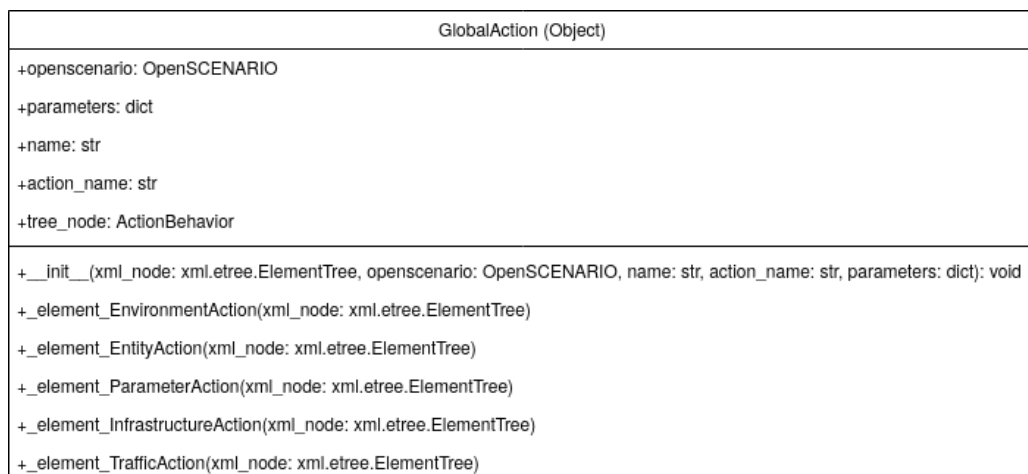 GlobalAction (Object)
+openscenario: OpenSCENARIO
+parameters: dict
+name: str
+action_name: str
+tree_node: ActionBehavior
+__init__(xml_node: xml.etree.ElementTree, openscenario: OpenSCENARIO, name: str, action_name: str, parameters: dict): void
+_element_EnvironmentAction(xml_node: xml.etree.ElementTree)
+_element_EntityAction(xml_node: xml.etree.ElementTree)
+_element_ParameterAction(xml_node: xml.etree.ElementTree)
+_element_InfrastructureAction(xml_node: xml.etree.ElementTree)
+_element_TrafficAction(xml_node: xml.etree.ElementTree)